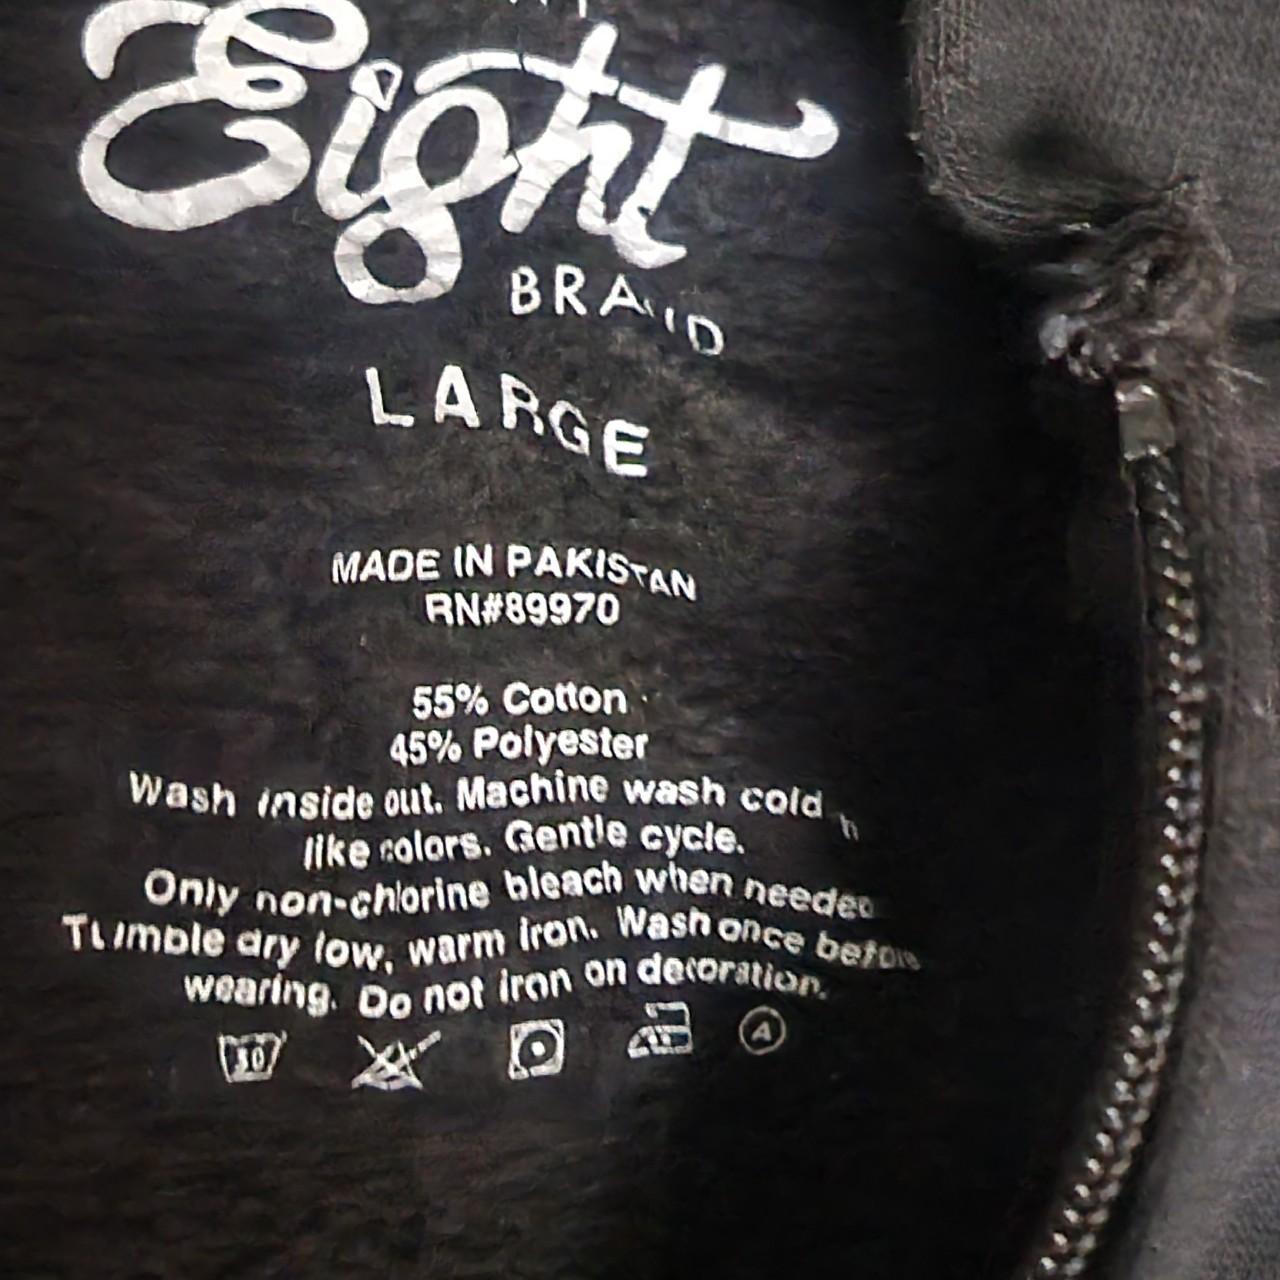 Eight
BRAND
LARGE
MADE IN PAKISTAN
RN#89970
55% Cotton
45% Polyester
Wash inside out. Machine wash cold
like colors. Gentle cycle.
Only non-chlorine bleach when needed
Tumble dry low, warm iron. Wash once before
wearing. Do not iron on decoration.
30
A